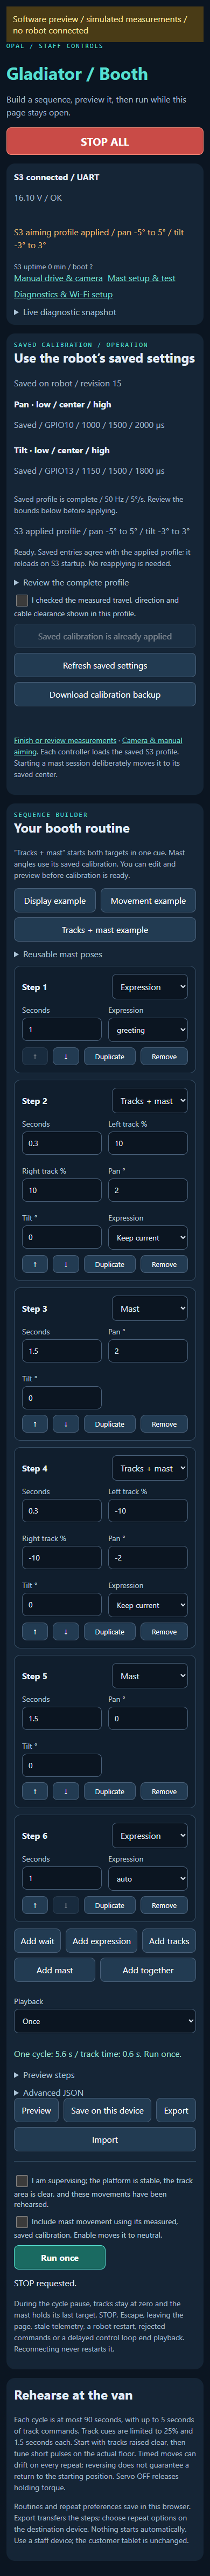 Software preview / simulated measurements /
no robot connected
OPAL / STAFF CONTROLS
Gladiator / Booth
Build a sequence, preview it, then run while this
page stays open.
STOP ALL
S3 connected / UART
16.10 V / OK
S3 aiming profile applied / pan -5° to 5° / tilt
-3° to 3°
S3 uptime 0 min / boot ?
Manual drive & camera Mast setup & test
Diagnostics & Wi-Fi setup
▶ Live diagnostic snapshot
SAVED CALIBRATION / OPERATION
Use the robot's saved settings
Saved on robot / revision 15
Pan · low / center / high
Saved / GPIO10 / 1000 / 1500 / 2000 µs
Tilt · low / center / high
Saved / GPIO13 / 1150 / 1500 / 1800 µs
Saved profile is complete / 50 Hz / 5°/s. Review the
bounds below before applying.
S3 applied profile / pan -5° to 5° / tilt -3° to 3°
Ready. Saved entries agree with the applied profile; it
reloads on S3 startup. No reapplying is needed.
▶ Review the complete profile
I checked the measured travel, direction and
cable clearance shown in this profile.
Saved calibration is already applied
Refresh saved settings
Download calibration backup
Finish or review measurements · Camera & manual
aiming. Each controller loads the saved S3 profile.
Starting a mast session deliberately moves it to its
saved center.
SEQUENCE BUILDER
Your booth routine
"Tracks + mast" starts both targets in one cue. Mast
angles use its saved calibration. You can edit and
preview before calibration is ready.
Display example Movement example
Tracks + mast example
▶ Reusable mast poses
Step 1 Expression
Seconds Expression
1 greeting
↑ ↓ Duplicate Remove
Step 2 Tracks + mast
Seconds Left track %
0.3 10
Right track % Pan °
10 2
Tilt ° Expression
0 Keep current
↑ ↓ Duplicate Remove
Step 3 Mast
Seconds Pan °
1.5 2
Tilt °
0
↑ ↓ Duplicate Remove
Step 4 Tracks + mast
Seconds Left track %
0.3 -10
Right track % Pan °
-10 -2
Tilt ° Expression
0 Keep current
↑ ↓ Duplicate Remove
Step 5 Mast
Seconds Pan °
1.5 0
Tilt °
0
↑ ↓ Duplicate Remove
Step 6 Expression
Seconds Expression
1 auto
↑ ↓ Duplicate Remove
Add wait Add expression Add tracks
Add mast Add together
Playback
Once
One cycle: 5.6 s / track time: 0.6 s. Run once.
▶ Preview steps
▶ Advanced JSON
Preview Save on this device Export
Import
I am supervising; the platform is stable, the track
area is clear, and these movements have been
rehearsed.
Include mast movement using its measured,
saved calibration. Enable moves it to neutral.
Run once
STOP requested.
During the cycle pause, tracks stay at zero and the
mast holds its last target. STOP, Escape, leaving the
page, stale telemetry, a robot restart, rejected
commands or a delayed control loop end playback.
Reconnecting never restarts it.
Rehearse at the van
Each cycle is at most 90 seconds, with up to 5 seconds
of track commands. Track cues are limited to 25% and
1.5 seconds each. Start with tracks raised clear, then
tune short pulses on the actual floor. Timed moves can
drift on every repeat; reversing does not guarantee a
return to the starting position. Servo OFF releases
holding torque.
Routines and repeat preferences save in this browser.
Export transfers the steps; choose repeat options on
the destination device. Nothing starts automatically.
Use a staff device; the customer tablet is unchanged.